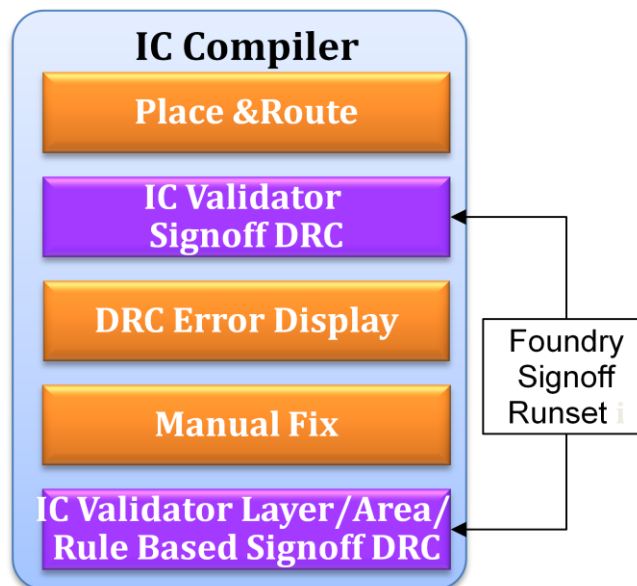 IC Compiler
Place &Route
IC Validator
Signoff DRC
DRC Error Display
Manual Fix
IC Validator Layer/Area/
Rule Based Signoff DRC
Foundry
Signoff
Runset i